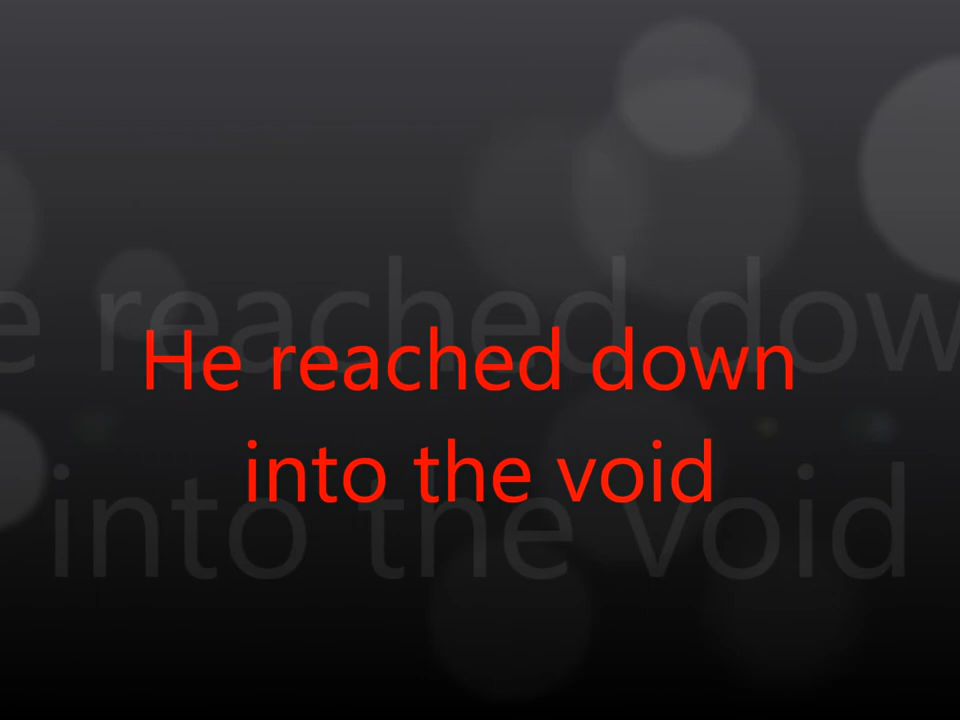 He reached down
into the void